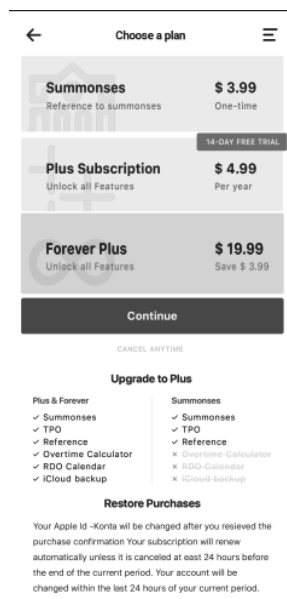 Choose a plan
Summonses
$ 3.99
Reference to summonses
One-time
14-DAY FREE TRIAL
Plus Subscription
$ 4.99
Unlock all Features
Per year
Forever Plus
$ 19.99
Unlock all Features
Save $ 3.99
Continue
CANCEL ANYTIME
Upgrade to Plus
Plus & Forever
✓ Summonses
✓ TPO
✓ Reference
✓ Overtime Calculator
✓ RDO Calendar
✓ iCloud backup
Summonses
✓ Summonses
✓ TPO
✓ Reference
× Overtime Calculator
× RDO Calendar
× iCloud backup
Restore Purchases
Your Apple Id -Konta wil be changed after you resieved the
purchase confirmation Your subscription will renew
automatically unless it is canceled at east 24 hours before
the end of the current period. Your account will be
changed within the last 24 hours of your current period.